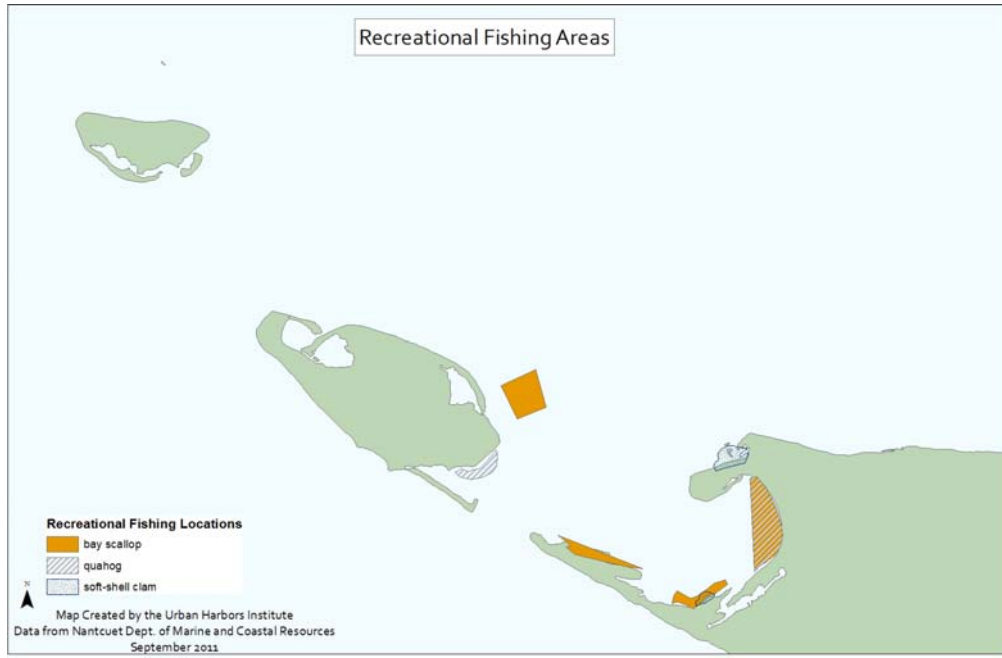 Recreational Fishing Areas
Recreational Fishing Locations
bay scallop
quahog
soft-shell clam
N
Map Created by the Urban Harbors Institute
Data from Nantcuet Dept. of Marine and Coastal Resources
September 2011